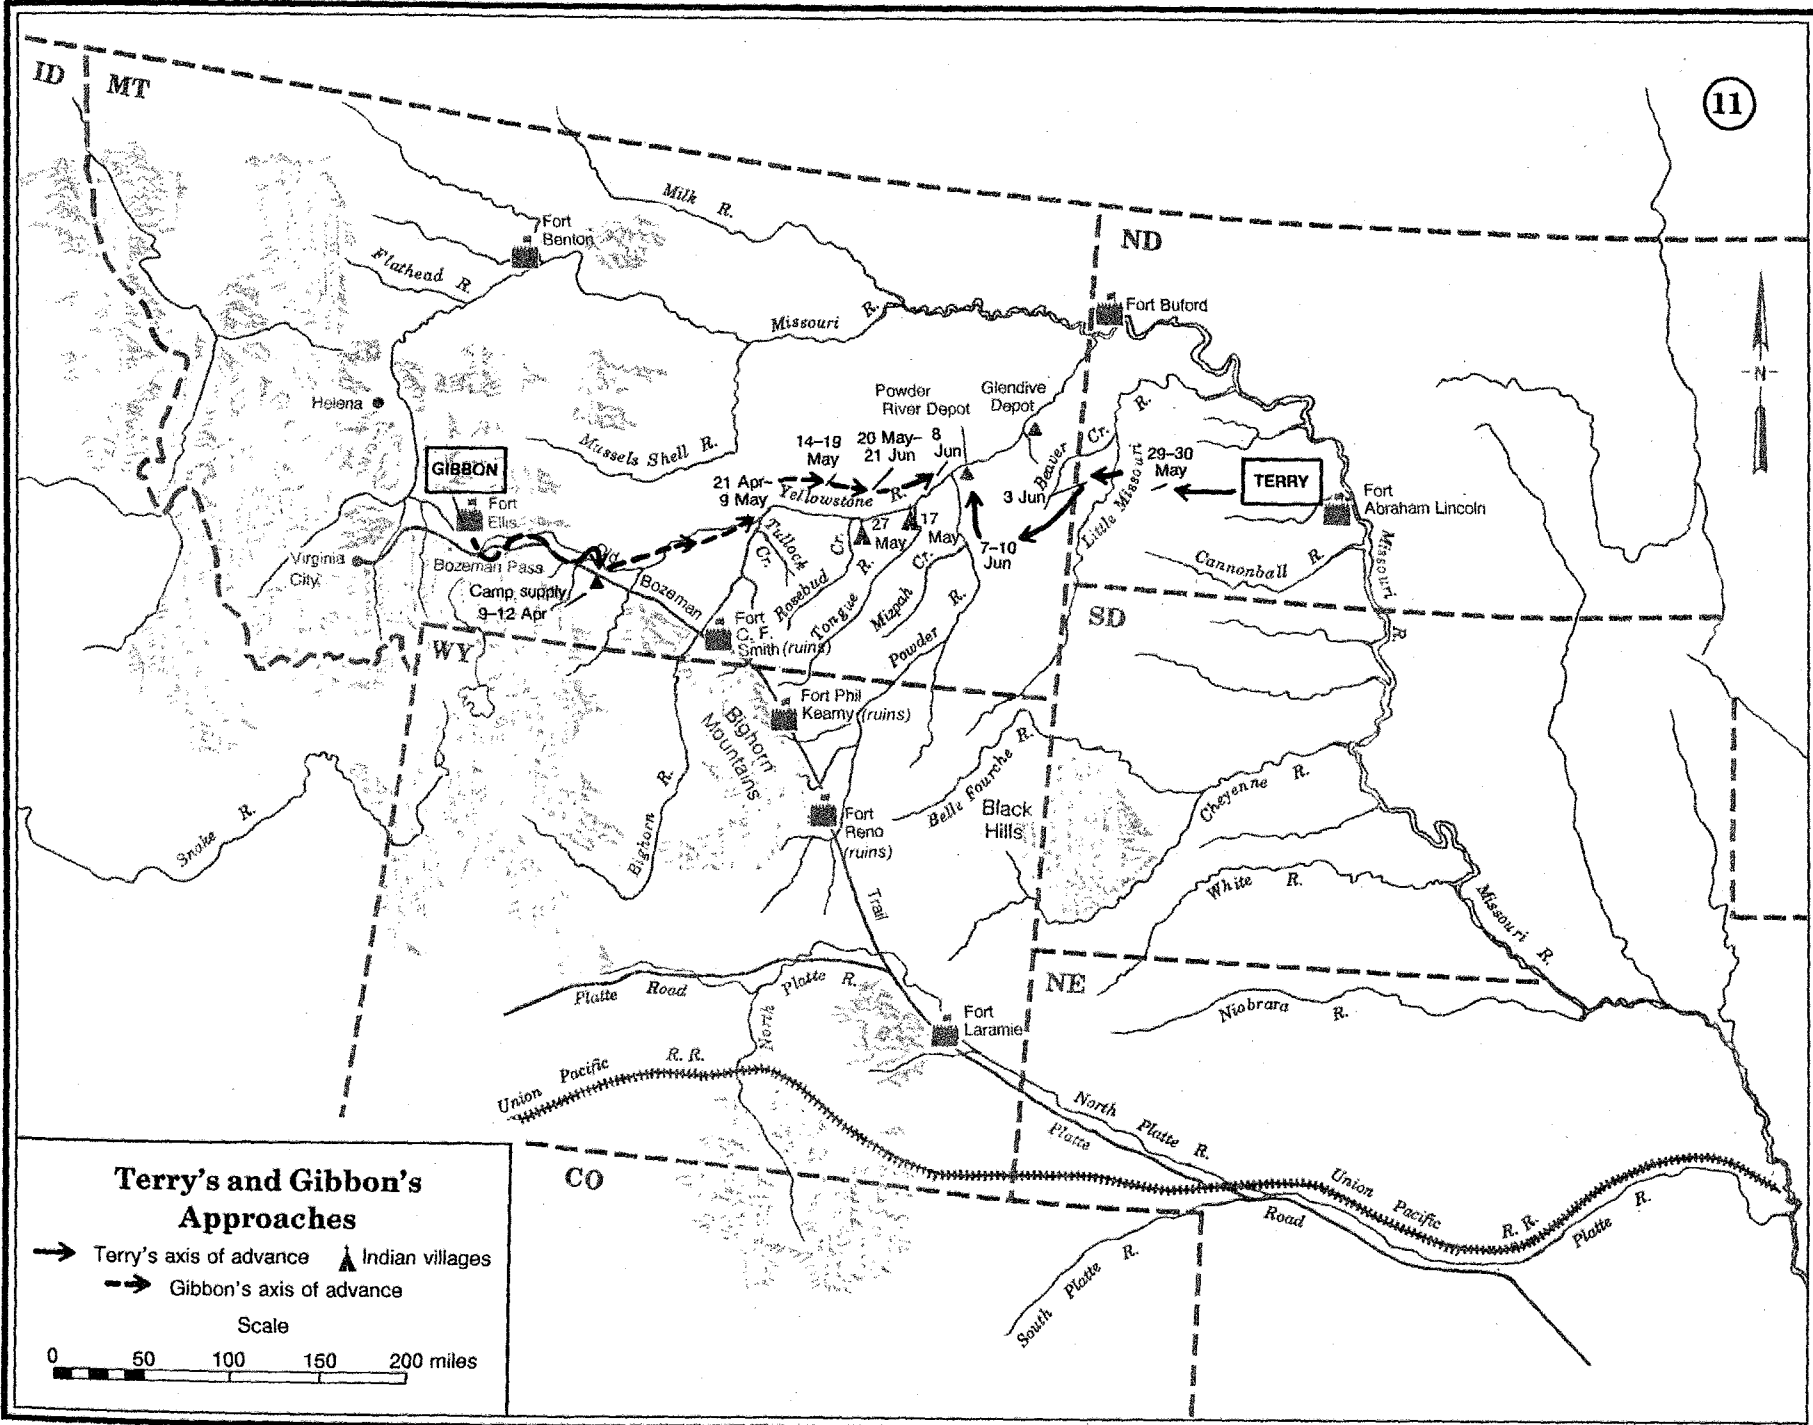 ID
MT
11
Milk R.
Fort
Benton
ND
Flathead R.
Fort Buford
Missouri R.
Powder
River Depot
Glendive
Depot
Helena
R.
Mussels Shell R.
14–19
May
20 May–
21 Jun
8
Jun
Beaver Cr.
29–30
May
GIBBON
21 Apr–
9 May
Yellowstone R.
3 Jun
Little Missouri
TERRY
Fort
Abraham Lincoln
Fort
Ellis
Tullock
Cr.
27
May
17
May
7–10
Jun
Virginia
City
Bozeman Pass
Old
Bozeman
Rosebud Cr.
Tongue R.
Mizpah Cr.
Powder R.
Cannonball R.
Missouri
R.
Camp supply
9–12 Apr
Fort
C. F.
Smith (ruins)
SD
WY
Fort Phil
Kearny (ruins)
Bighorn
Mountains
Bighorn R.
Belle Fourche R.
Black
Hills
Cheyenne R.
Snake R.
Fort
Reno
(ruins)
Trail
White R.
Missouri R.
Platte Road
North Platte R.
NE
Niobrara R.
Fort
Laramie
Union Pacific R. R.
North Platte R.
Platte
Road
Union Pacific R. R.
Platte R.
CO
South Platte R.
Terry's and Gibbon's
Approaches
Terry's axis of advance
Indian villages
Gibbon's axis of advance
Scale
0 50 100 150 200 miles